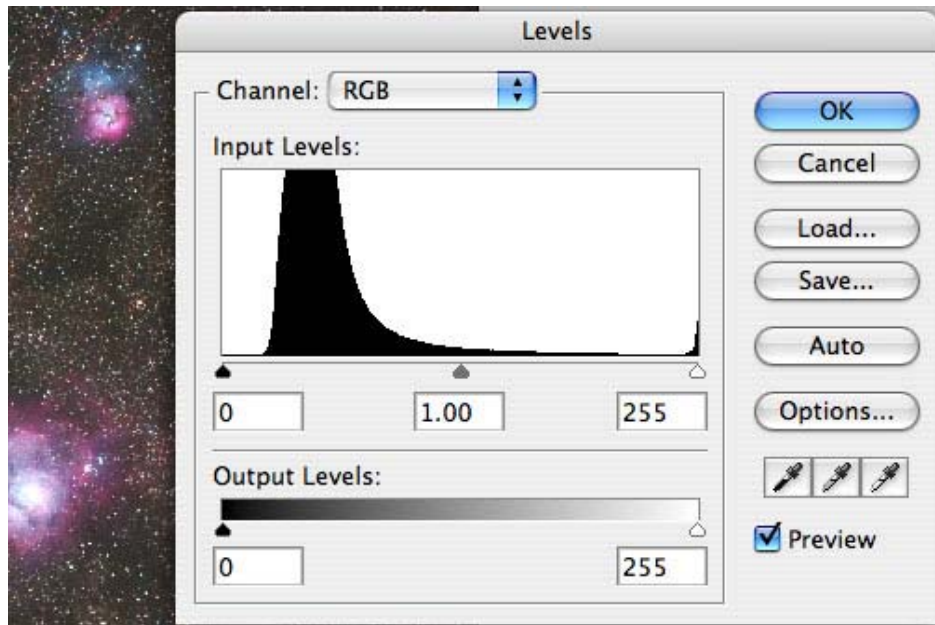 Levels
Channel: RGB
OK
Input Levels:
Cancel
Load...
Save...
Auto
0 1.00 255
Options...
Output Levels:
Preview
0 255